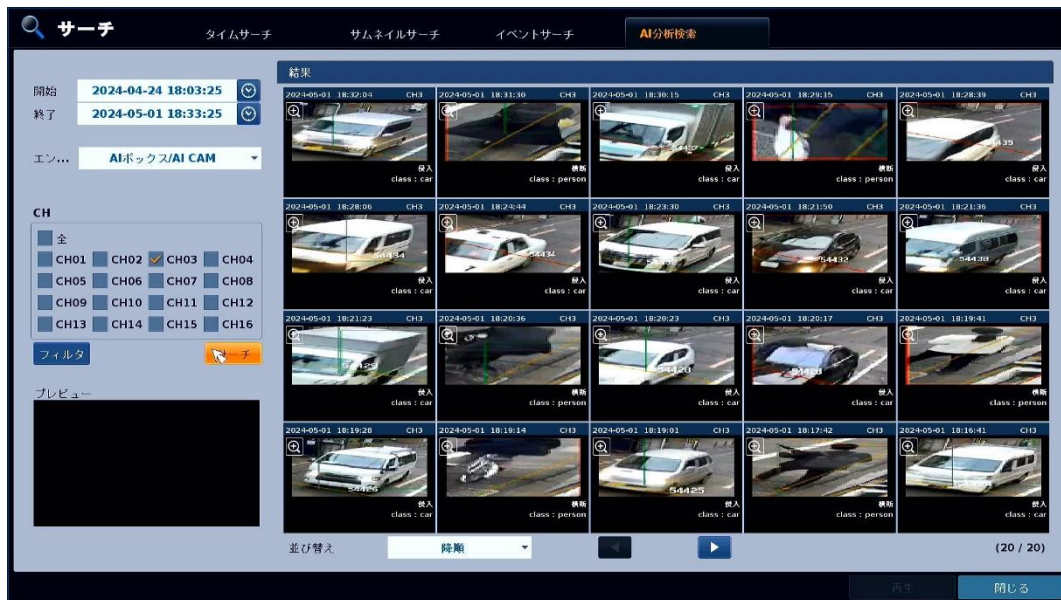 サーチ
タイムサーチ
サムネイルサーチ
イベントサーチ
AI分析検索
開始 2024-04-24 18:03:25
終了 2024-05-01 18:33:25
エン... AIボックス/AI CAM
CH
全
CH01 CH02 CH03 CH04
CH05 CH06 CH07 CH08
CH09 CH10 CH11 CH12
CH13 CH14 CH15 CH16
フィルタ
プレビュー
結果
2024-05-01 18:32:04 CH3 2024-05-01 18:31:30 CH3 2024-05-01 18:30:15 CH3 2024-05-01 18:29:15 CH3 2024-05-01 18:28:39 CH3
侵入 横断 侵入 横断 侵入
class : car class : person class : car class : person class : car
2024-05-01 18:28:06 CH3 2024-05-01 18:24:44 CH3 2024-05-01 18:23:30 CH3 2024-05-01 18:21:50 CH3 2024-05-01 18:21:36 CH3
54434 54432
侵入 侵入 侵入 侵入 侵入
class : car class : car class : car class : car class : car
2024-05-01 18:21:23 CH3 2024-05-01 18:20:36 CH3 2024-05-01 18:20:23 CH3 2024-05-01 18:20:17 CH3 2024-05-01 18:19:41 CH3
侵入 横断 侵入 侵入 横断
class : car class : person class : car class : car class : person
2024-05-01 18:19:28 CH3 2024-05-01 18:19:14 CH3 2024-05-01 18:19:01 CH3 2024-05-01 18:17:42 CH3 2024-05-01 18:16:41 CH3
54426 54425
侵入 横断 侵入 横断 侵入
class : car class : person class : car class : person class : car
並び替え 降順 (20 / 20)
再生 閉じる